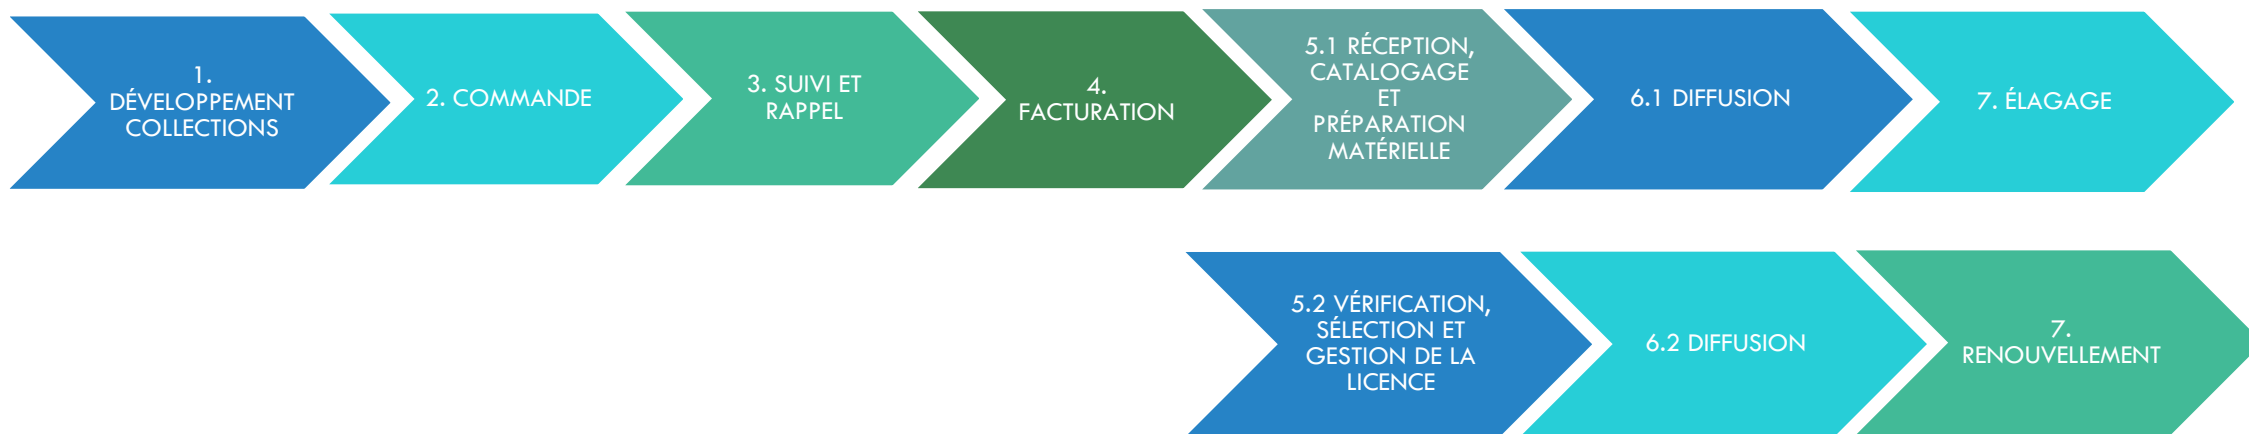 1.
DÉVELOPPEMENT
COLLECTIONS
2. COMMANDE
3. SUIVI ET
RAPPEL
4.
FACTURATION
5.1 RÉCEPTION,
CATALOGAGE
ET
PRÉPARATION
MATÉRIELLE
6.1 DIFFUSION
7. ÉLAGAGE
5.2 VÉRIFICATION,
SÉLECTION ET
GESTION DE LA
LICENCE
6.2 DIFFUSION
7.
RENOUVELLEMENT